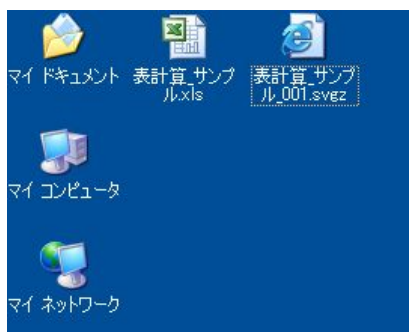 マイ ドキュメント
表計算_サンプ
ル.xls
表計算_サンプ
ル_001.svgz
マイ コンピュータ
マイ ネットワーク